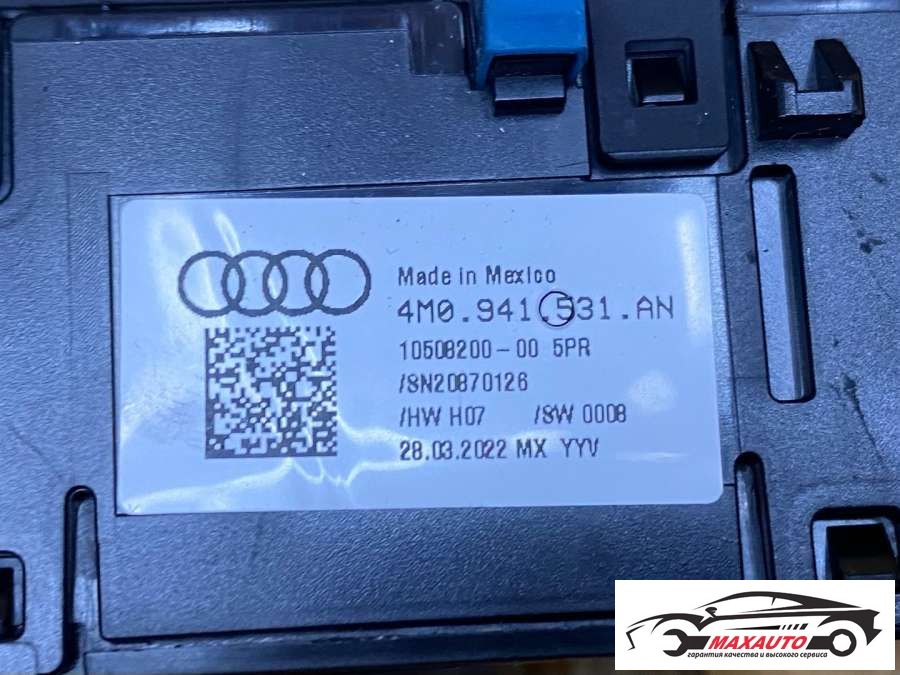 Made in Mexico
4M0.941.531.AN
10508200-00 5PR
/SN20870126
/HW H07 /SW 0008
28.03.2022 MX YYV
MAXAUTO
гарантия качества и высокого сервиса